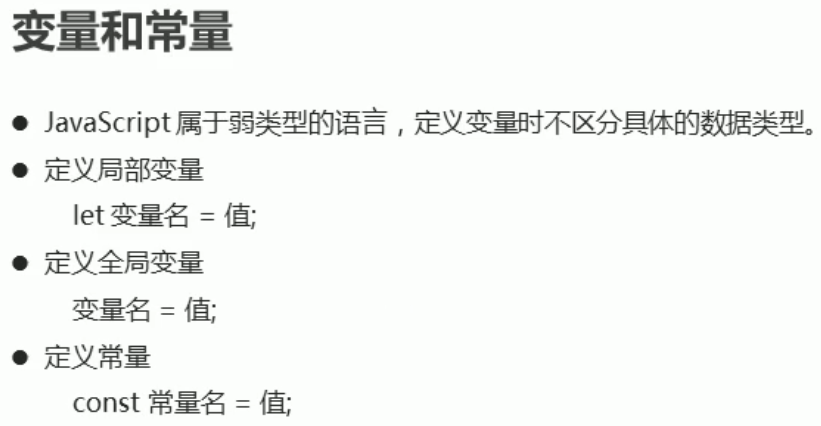 变量和常量
● JavaScript 属于弱类型的语言，定义变量时不区分具体的数据类型。
● 定义局部变量
let 变量名 = 值;
● 定义全局变量
变量名 = 值;
● 定义常量
const 常量名 = 值;